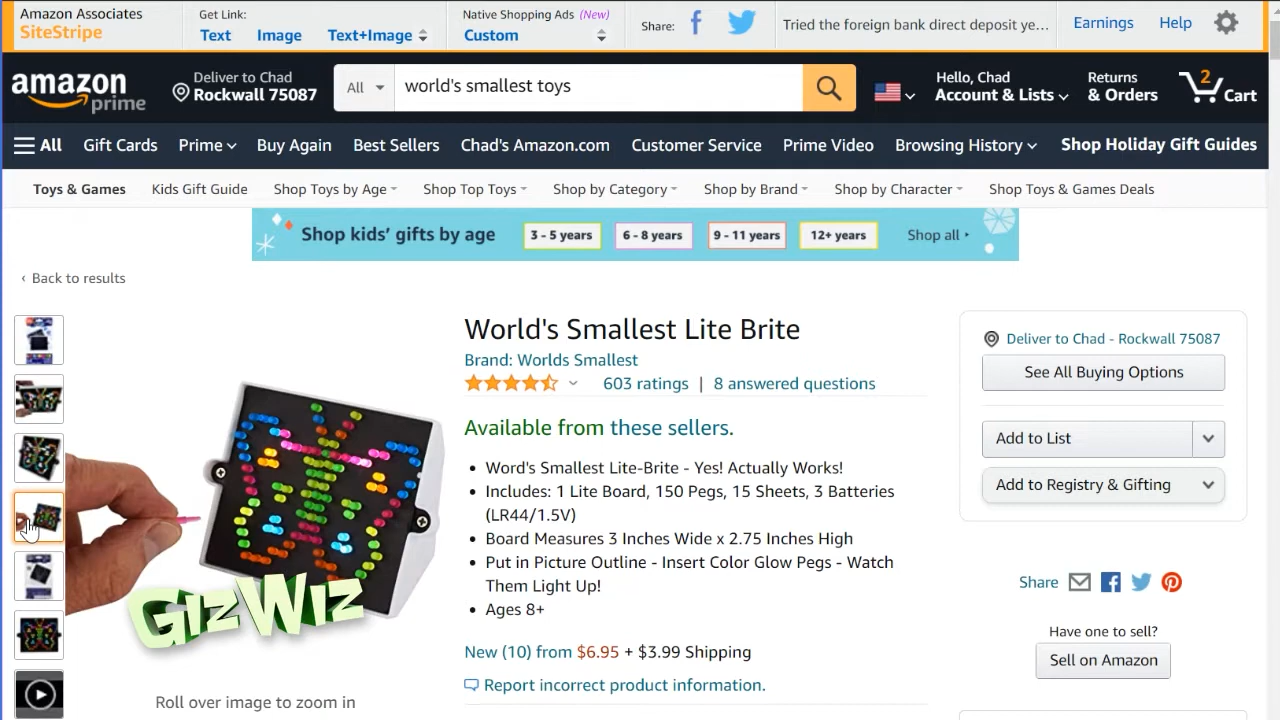 Amazon Associates
SiteStripe
Get Link:
Text Image Text+Image
Native Shopping Ads (New)
Custom
Share:
Tried the foreign bank direct deposit ye...
Earnings
Help
amazon
prime
Deliver to Chad
Rockwall 75087
All
world's smallest toys
Hello, Chad
Account & Lists
Returns
& Orders
2
Cart
All Gift Cards Prime Buy Again Best Sellers Chad's Amazon.com Customer Service Prime Video Browsing History Shop Holiday Gift Guides
Toys & Games Kids Gift Guide Shop Toys by Age Shop Top Toys Shop by Category Shop by Brand Shop by Character Shop Toys & Games Deals
Shop kids' gifts by age 3 - 5 years 6 - 8 years 9 - 11 years 12+ years Shop all
‹ Back to results
World's Smallest Lite Brite
Brand: Worlds Smallest
603 ratings | 8 answered questions
Available from these sellers.
• Word's Smallest Lite-Brite - Yes! Actually Works!
• Includes: 1 Lite Board, 150 Pegs, 15 Sheets, 3 Batteries
(LR44/1.5V)
• Board Measures 3 Inches Wide x 2.75 Inches High
• Put in Picture Outline - Insert Color Glow Pegs - Watch
Them Light Up!
• Ages 8+
New (10) from $6.95 + $3.99 Shipping
Report incorrect product information.
GizWiz
Roll over image to zoom in
Deliver to Chad - Rockwall 75087
See All Buying Options
Add to List
Add to Registry & Gifting
Share
Have one to sell?
Sell on Amazon